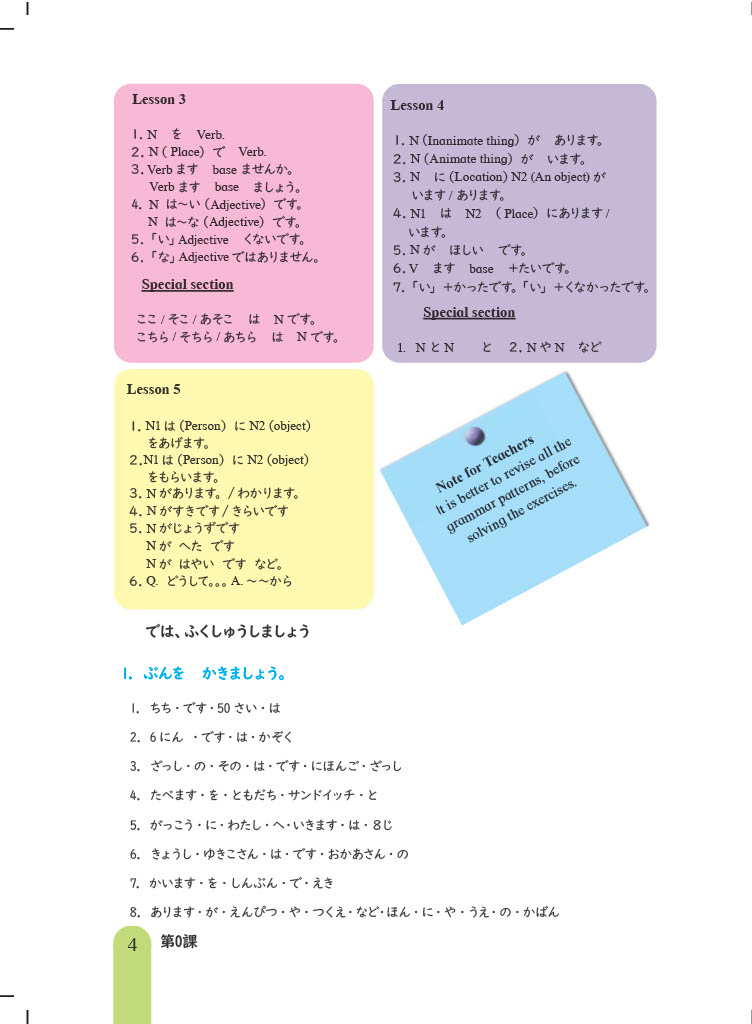 Lesson 3
1. N を Verb.
2. N ( Place) で Verb.
3. Verb ます base ませんか。
Verb ます base ましょう。
4. N は〜い (Adjective) です。
N は〜な (Adjective) です。
5. 「い」 Adjective くないです。
6. 「な」 Adjective ではありません。
Special section
ここ / そこ / あそこ は N です。
こちら / そちら / あちら は N です。
Lesson 4
1. N (Inanimate thing) が あります。
2. N (Animate thing) が います。
3. N に (Location) N2 (An object) が
います / あります。
4. N1 は N2 ( Place) にあります /
います。
5. N が ほしい です。
6. V ます base +たいです。
7. 「い」 +かったです。「い」 +くなかったです。
Special section
1. N と N と 2. N や N など
Lesson 5
1. N1 は (Person) に N2 (object)
をあげます。
2.N1 は (Person) に N2 (object)
をもらいます。
3. N があります。 / わかります。
4. N がすきです / きらいです
5. N がじょうずです
N が へた です
N が はやい です など。
6. Q. どうして。。。 A. 〜〜から
Note for Teachers
It is better to revise all the
grammar patterns, before
solving the exercises.
では、ふくしゅうしましょう
1. ぶんを かきましょう。
1. ちち・です・50 さい・は
2. 6 にん ・です・は・かぞく
3. ざっし・の・その・は・です・にほんご・ざっし
4. たべます・を・ともだち・サンドイッチ・と
5. がっこう・に・わたし・へ・いきます・は・8じ
6. きょうし・ゆきこさん・は・です・おかあさん・の
7. かいます・を・しんぶん・で・えき
8. あります・が・えんぴつ・や・つくえ・など・ほん・に・や・うえ・の・かばん
4 第0課